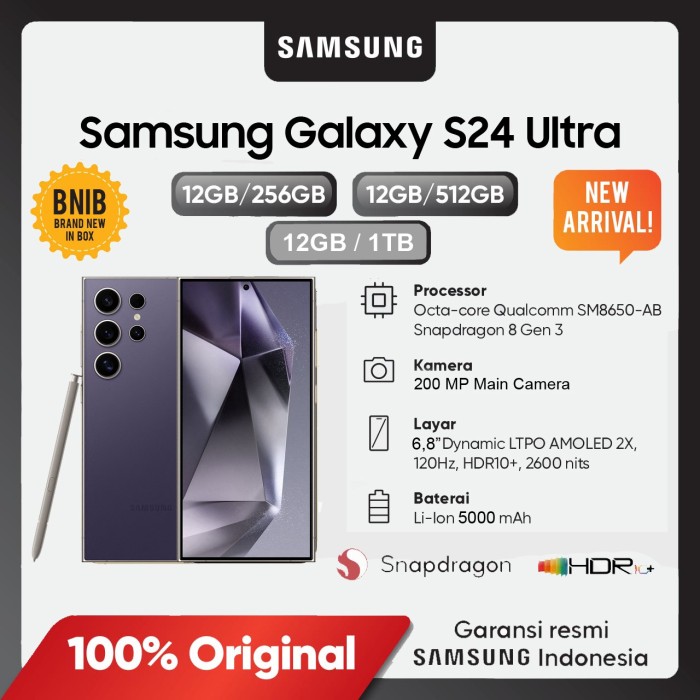 SAMSUNG
Samsung Galaxy S24 Ultra
BNIB
BRAND NEW
IN BOX
12GB/256GB
12GB/512GB
12GB / 1TB
NEW
ARRIVAL!
Processor
Octa-core Qualcomm SM8650-AB
Snapdragon 8 Gen 3
Kamera
200 MP Main Camera
Layar
6,8”Dynamic LTPO AMOLED 2X,
120Hz, HDR10+, 2600 nits
Baterai
Li-Ion 5000 mAh
SAMSUNG
Snapdragon
HDR10+
100% Original
Garansi resmi
SAMSUNG Indonesia